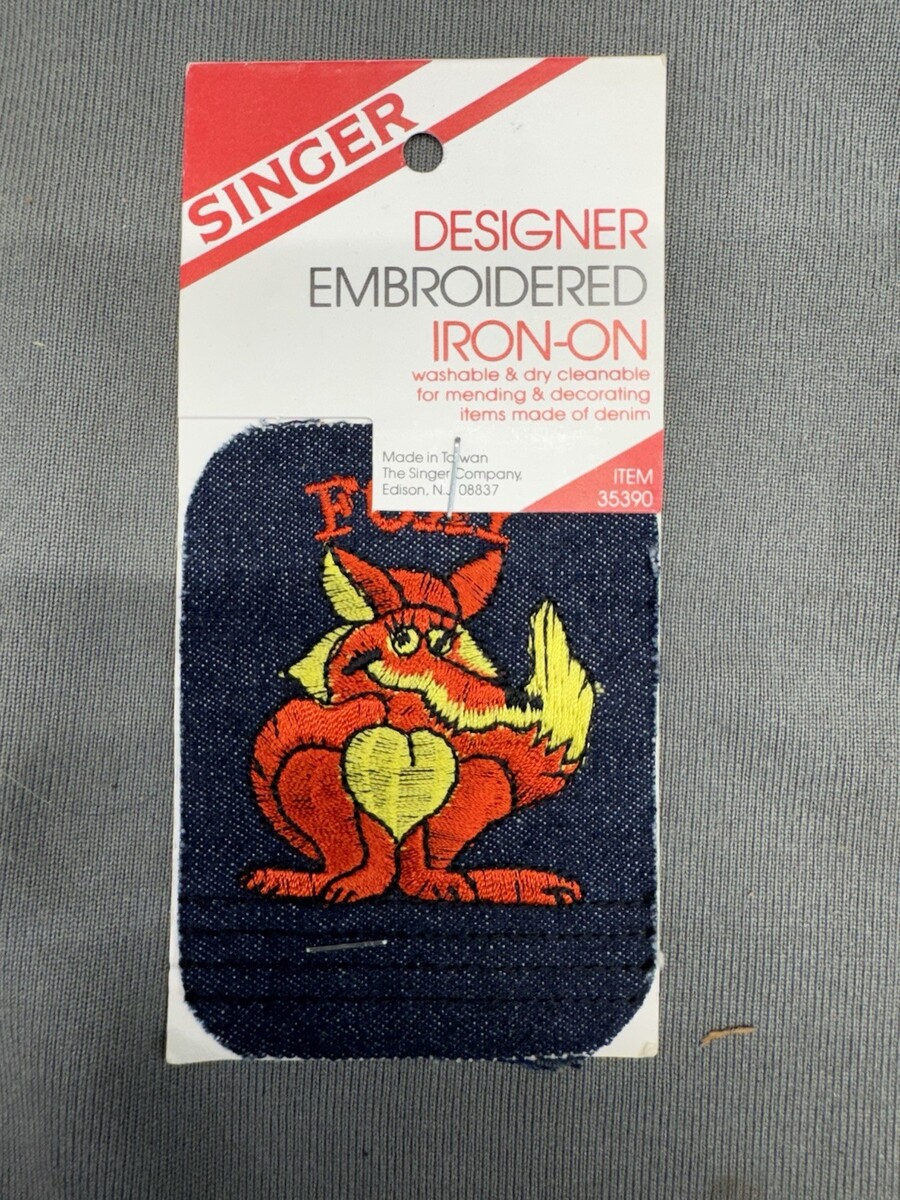 SINGER
DESIGNER
EMBROIDERED
IRON-ON
washable & dry cleanable
for mending & decorating
items made of denim
Made in Taiwan
The Singer Company,
Edison, N.J. 08837
ITEM
35390